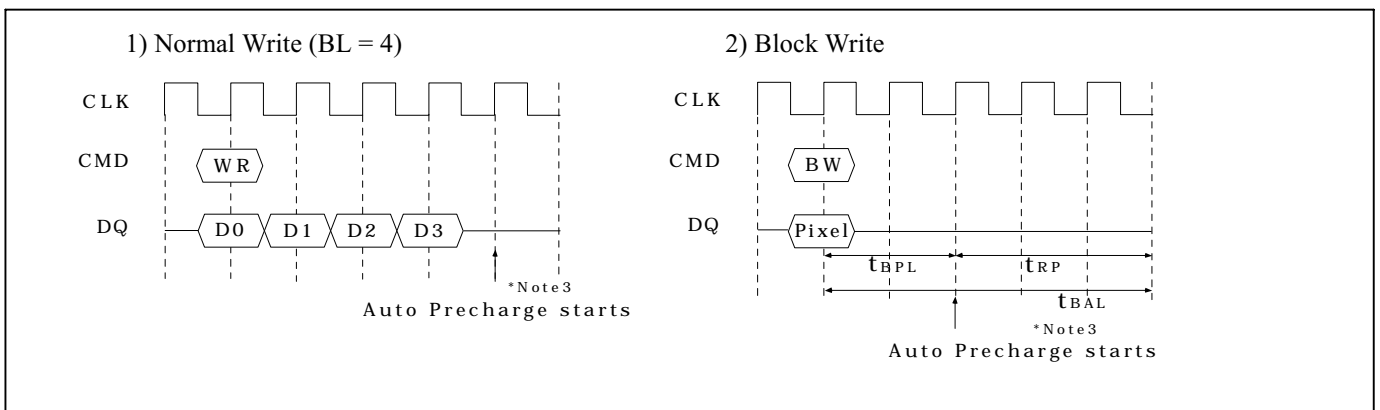 1) Normal Write (BL = 4)
CLK
CMD
WR
DQ
D0 D1 D2 D3
*Note3
Auto Precharge starts
2) Block Write
CLK
CMD
BW
DQ
Pixel
tBPL tRP
tBAL
*Note3
Auto Precharge starts